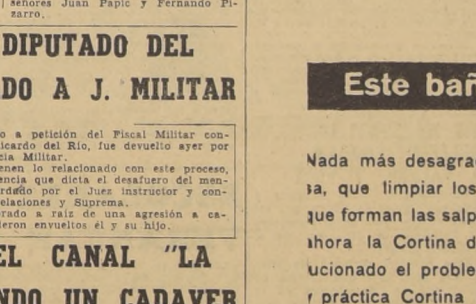 señores Juan Papic y Fernando Pi-
zarro.
DIPUTADO DEL
DO A J. MILITAR
o a petición del Fiscal Militar con-
icardo del Río, fue devuelto ayer por
cia Militar.
enen lo relacionado con este proceso,
encia que dicta el desafuero del men-
por el Juez instructor y con-
elaciones y Suprema.
erado a raíz de una agresión a ca-
dieron envueltos él y su hijo.
EL CANAL "LA
NDO UN CADAVER
Este bañ
Nada más desagra
sa, que limpiar los
que forman las salp
ahora la Cortina d
ucionado el proble
y práctica Cortina